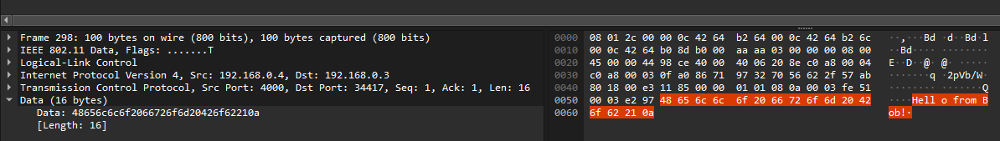 Frame 298: 100 bytes on wire (800 bits), 100 bytes captured (800 bits)
IEEE 802.11 Data, Flags: .......T
Logical-Link Control
Internet Protocol Version 4, Src: 192.168.0.4, Dst: 192.168.0.3
Transmission Control Protocol, Src Port: 4000, Dst Port: 34417, Seq: 1, Ack: 1, Len: 16
Data (16 bytes)
Data: 48656c6c6f2066726f6d20426f62210a
[Length: 16]
0000 08 01 2c 00 00 0c 42 64 b2 64 00 0c 42 64 b2 6c ··,···Bd ·d··Bd·l
0010 00 0c 42 64 b0 8d b0 00 aa aa 03 00 00 00 08 00 ··Bd···· ········
0020 45 00 00 44 98 ce 40 00 40 06 20 8e c0 a8 00 04 E··D··@· @· ·····
0030 c0 a8 00 03 0f a0 86 71 97 32 70 56 62 2f 57 ab ·······q ·2pVb/W·
0040 80 18 00 e3 11 85 00 00 01 01 08 0a 00 03 fe 51 ········ ·······Q
0050 00 03 e2 97 48 65 6c 6c 6f 20 66 72 6f 6d 20 42 ····Hell o from B
0060 6f 62 21 0a ob!·